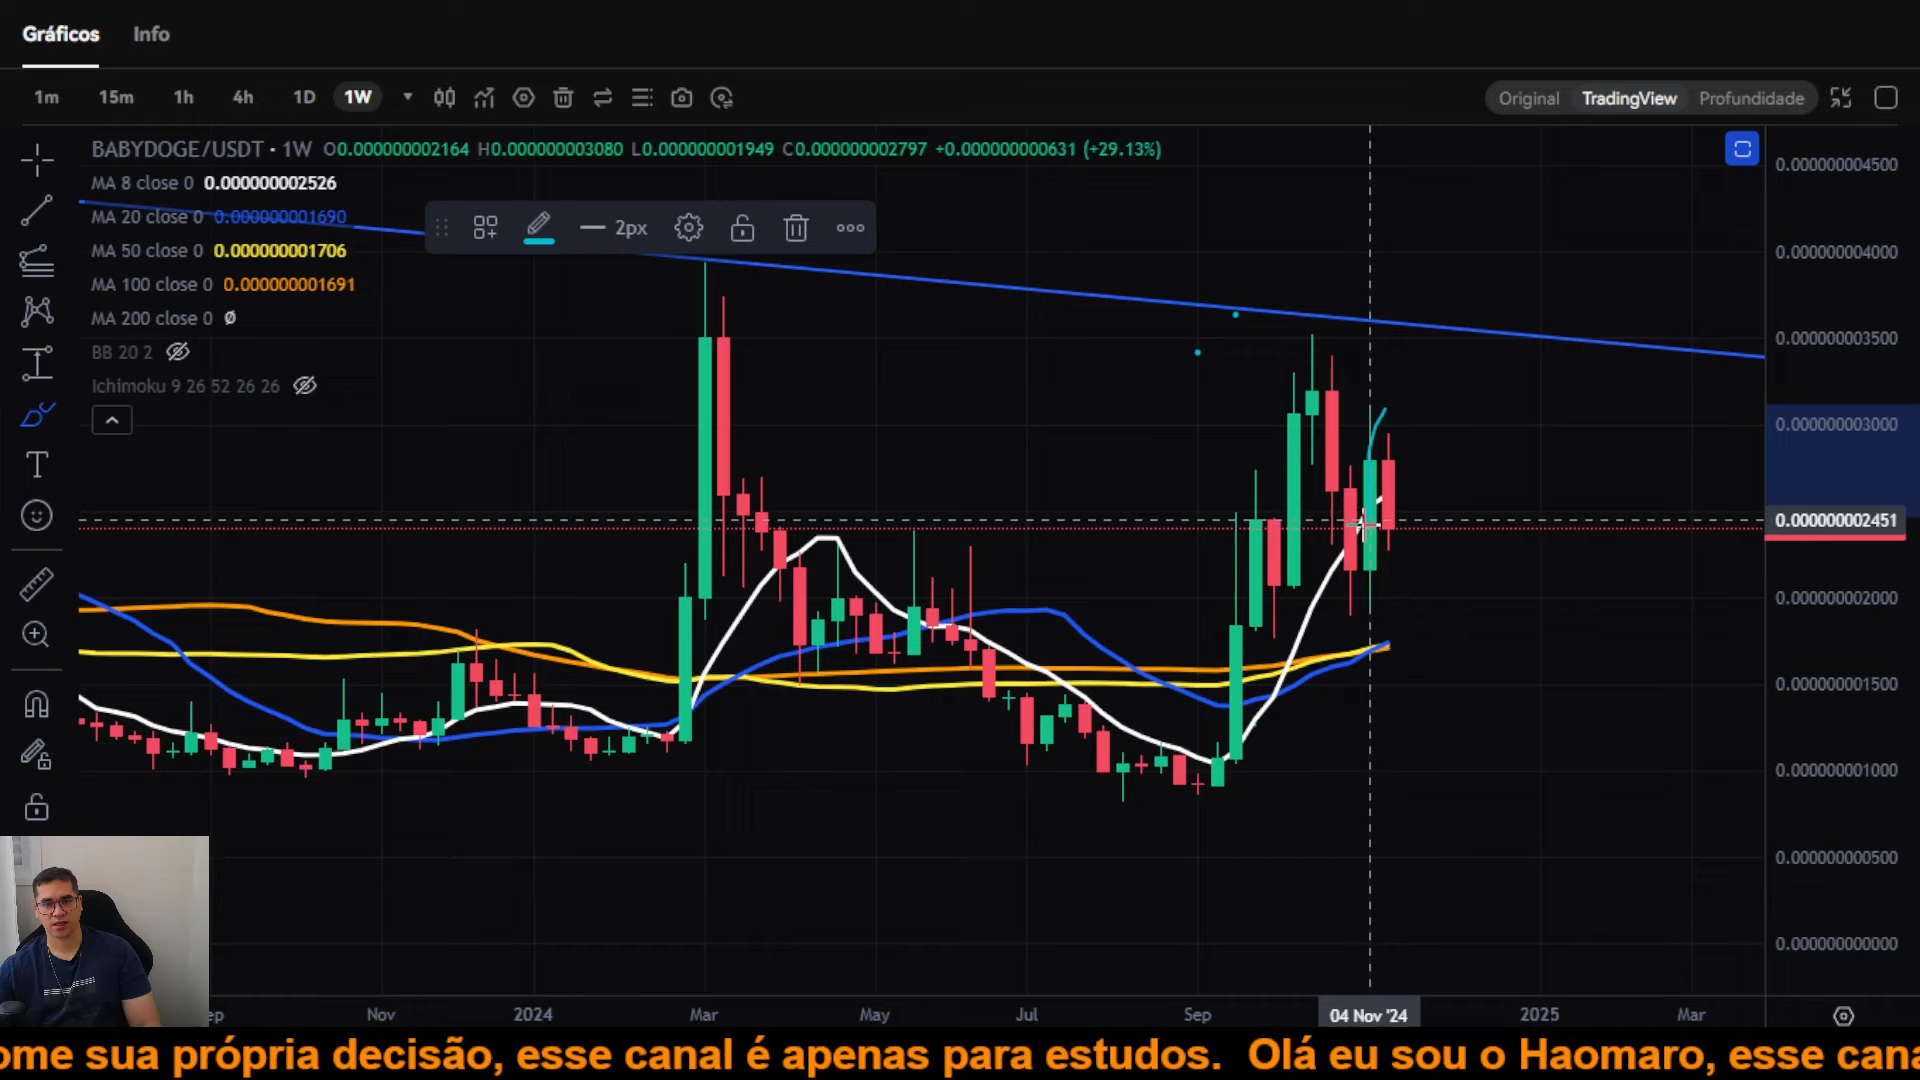 Gráficos Info
1m 15m 1h 4h 1D 1W
Original TradingView Profundidade
BABYDOGE/USDT · 1W O0.000000002164 H0.000000003080 L0.000000001949 C0.000000002797 +0.000000000631 (+29.13%)
MA 8 close 0 0.000000002526
MA 20 close 0 0.000000001690
MA 50 close 0 0.000000001706
MA 100 close 0 0.000000001691
MA 200 close 0 Ø
BB 20 2
Ichimoku 9 26 52 26 26
2px
0.000000004500
0.000000004000
0.000000003500
0.000000003000
0.000000002451
0.000000002000
0.000000001500
0.000000001000
0.000000000500
0.000000000000
ep Nov 2024 Mar May Jul Sep 04 Nov '24 2025 Mar
ome sua própria decisão, esse canal é apenas para estudos. Olá eu sou o Haomaro, esse cana